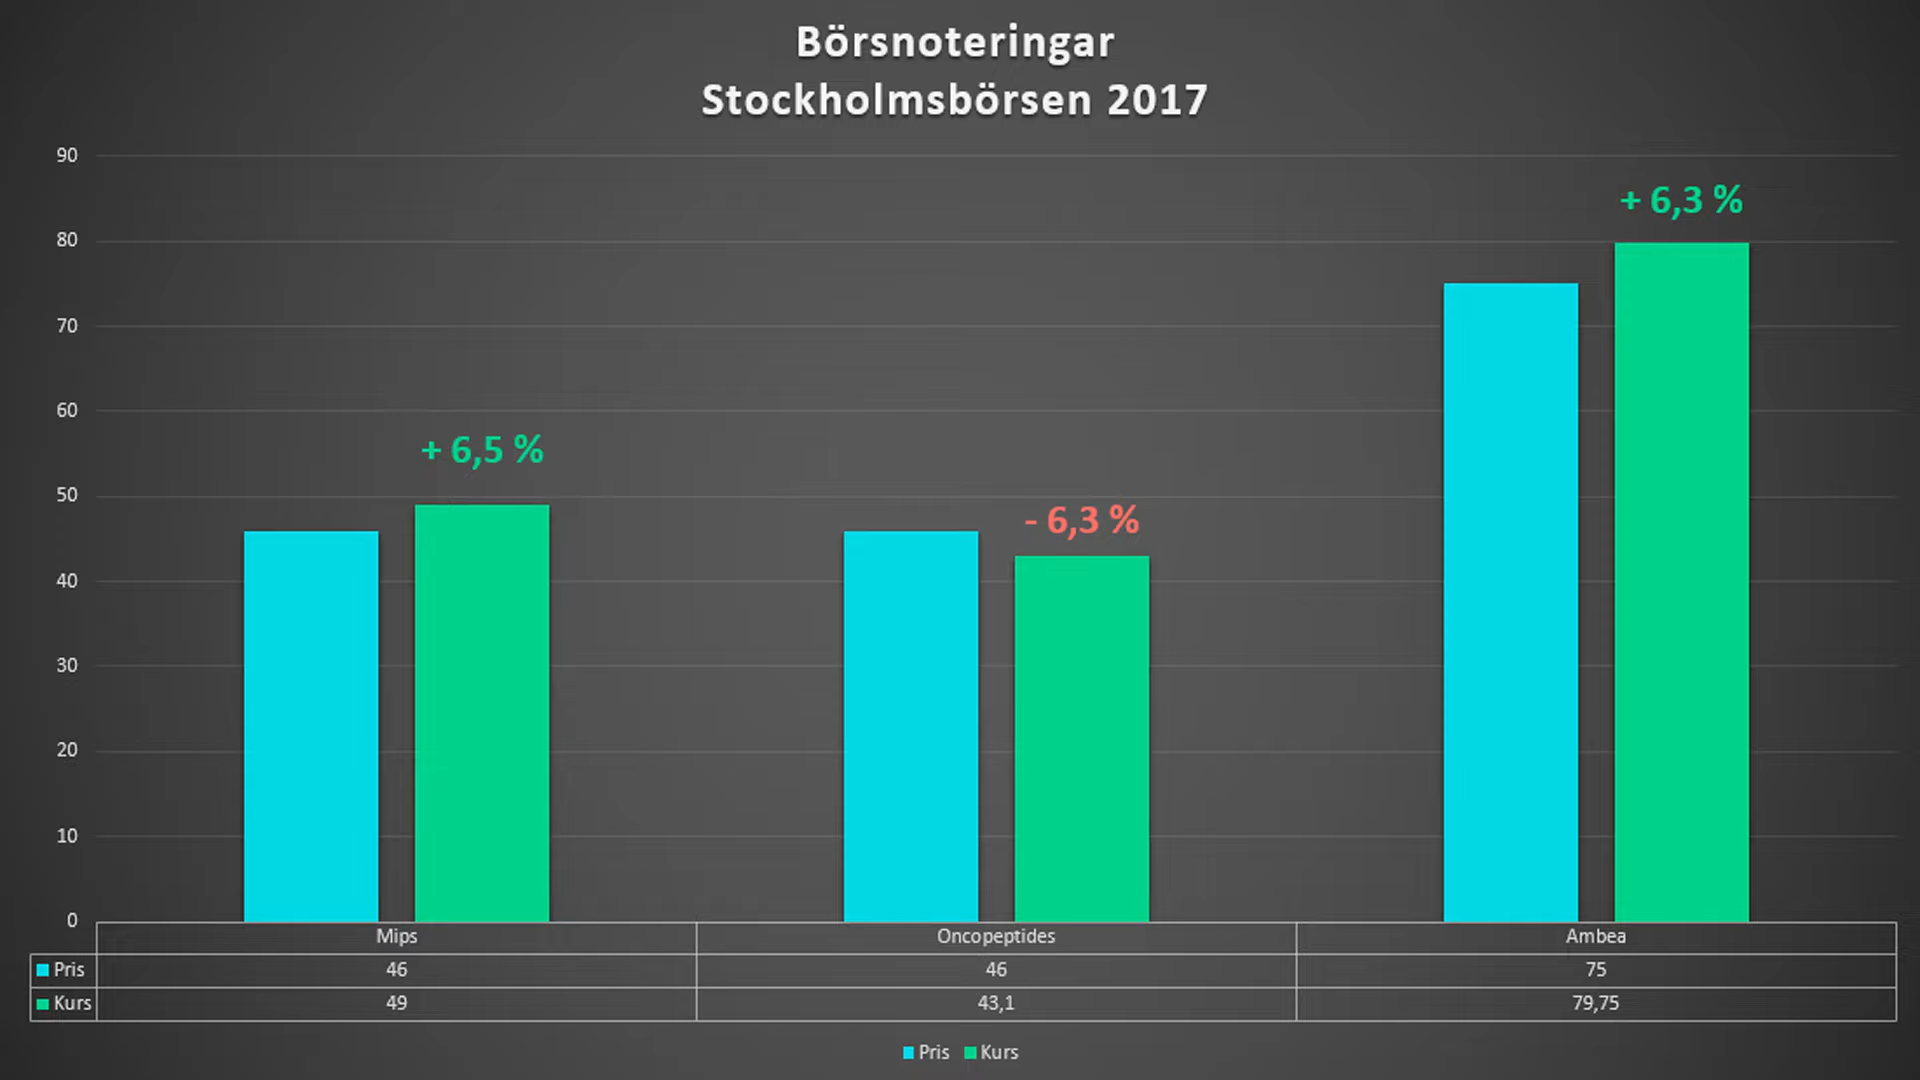 Börsnoteringar
Stockholmsbörsen 2017
90
80
70
60
50
40
30
20
10
0
+ 6,5 %
- 6,3 %
+ 6,3 %
Mips Oncopeptides Ambea
Pris 46 46 75
Kurs 49 43,1 79,75
Pris Kurs